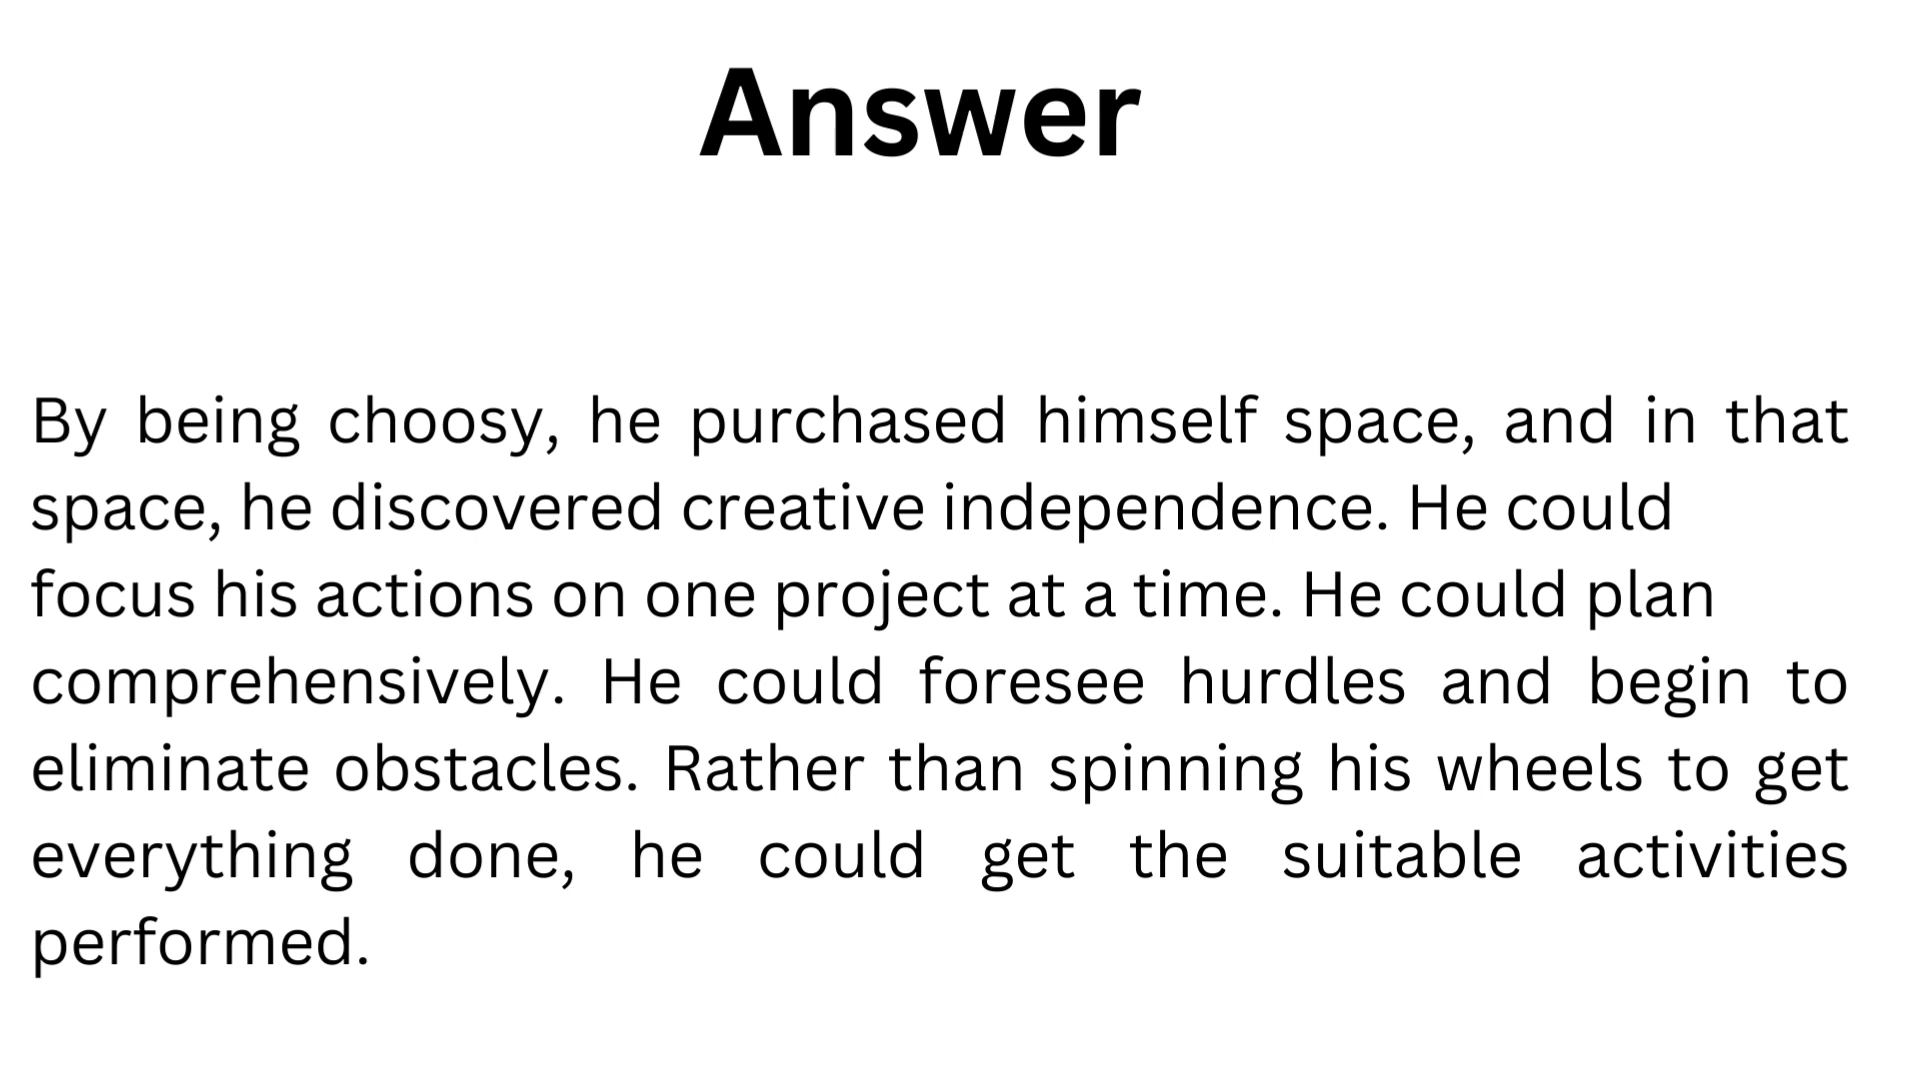 Answer
By being choosy, he purchased himself space, and in that
space, he discovered creative independence. He could
focus his actions on one project at a time. He could plan
comprehensively. He could foresee hurdles and begin to
eliminate obstacles. Rather than spinning his wheels to get
everything done, he could get the suitable activities
performed.